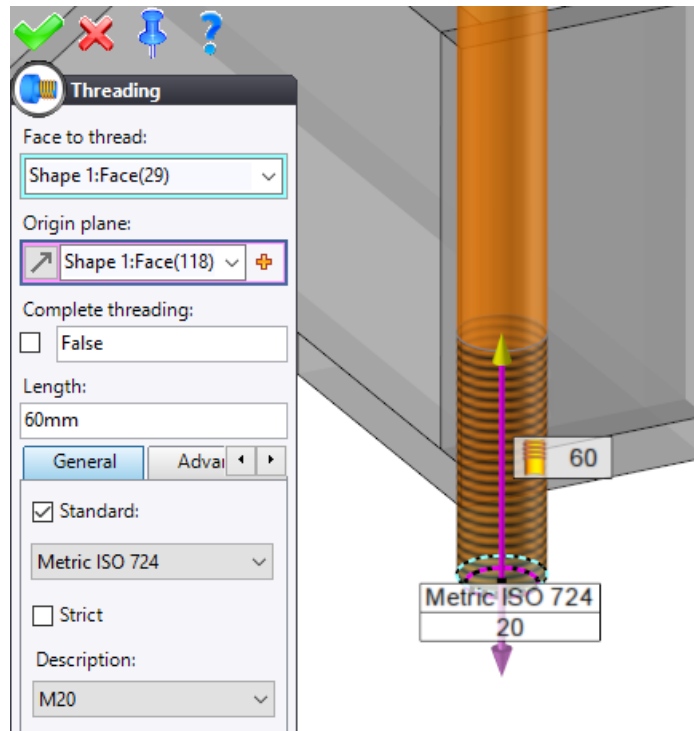 Threading
Face to thread:
Shape 1:Face(29)
Origin plane:
Shape 1:Face(118)
Complete threading:
False
Length:
60mm
General
Advai
Standard:
Metric ISO 724
Strict
Description:
M20
60
Metric ISO 724
20